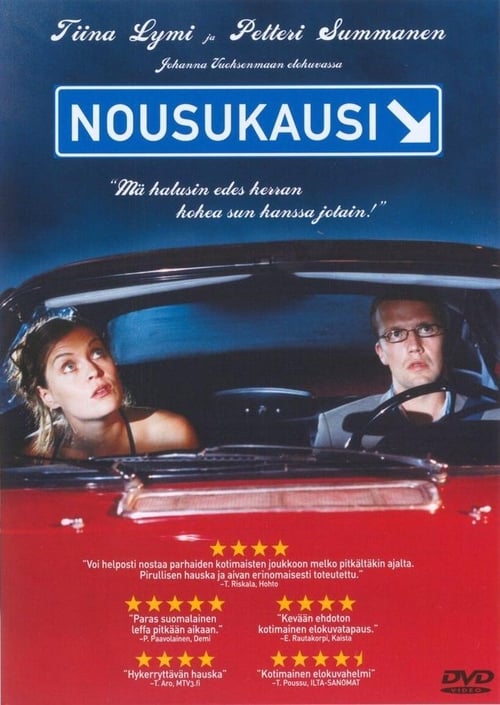 Tiina Lymi ja Petteri Summanen
Johanna Vuoksenmaan elokuvassa
NOUSUKAUSI
"Mä halusin edes kerran
kokea sun kanssa jotain!"
"Voi helposti nostaa parhaiden kotimaisten joukkoon melko pitkältäkin ajalta.
Pirullisen hauska ja aivan erinomaisesti toteutettu."
–T. Riskala, Hohto
"Paras suomalainen
leffa pitkään aikaan."
–P. Paavolainen, Demi
"Kevään ehdoton
kotimainen elokuvatapaus."
–E. Rautakorpi, Kaista
"Hykerryttävän hauska"
–T. Aro, MTV3.fi
"Kotimainen elokuvahelmi"
–T. Poussu, ILTA-SANOMAT
DVD
VIDEO